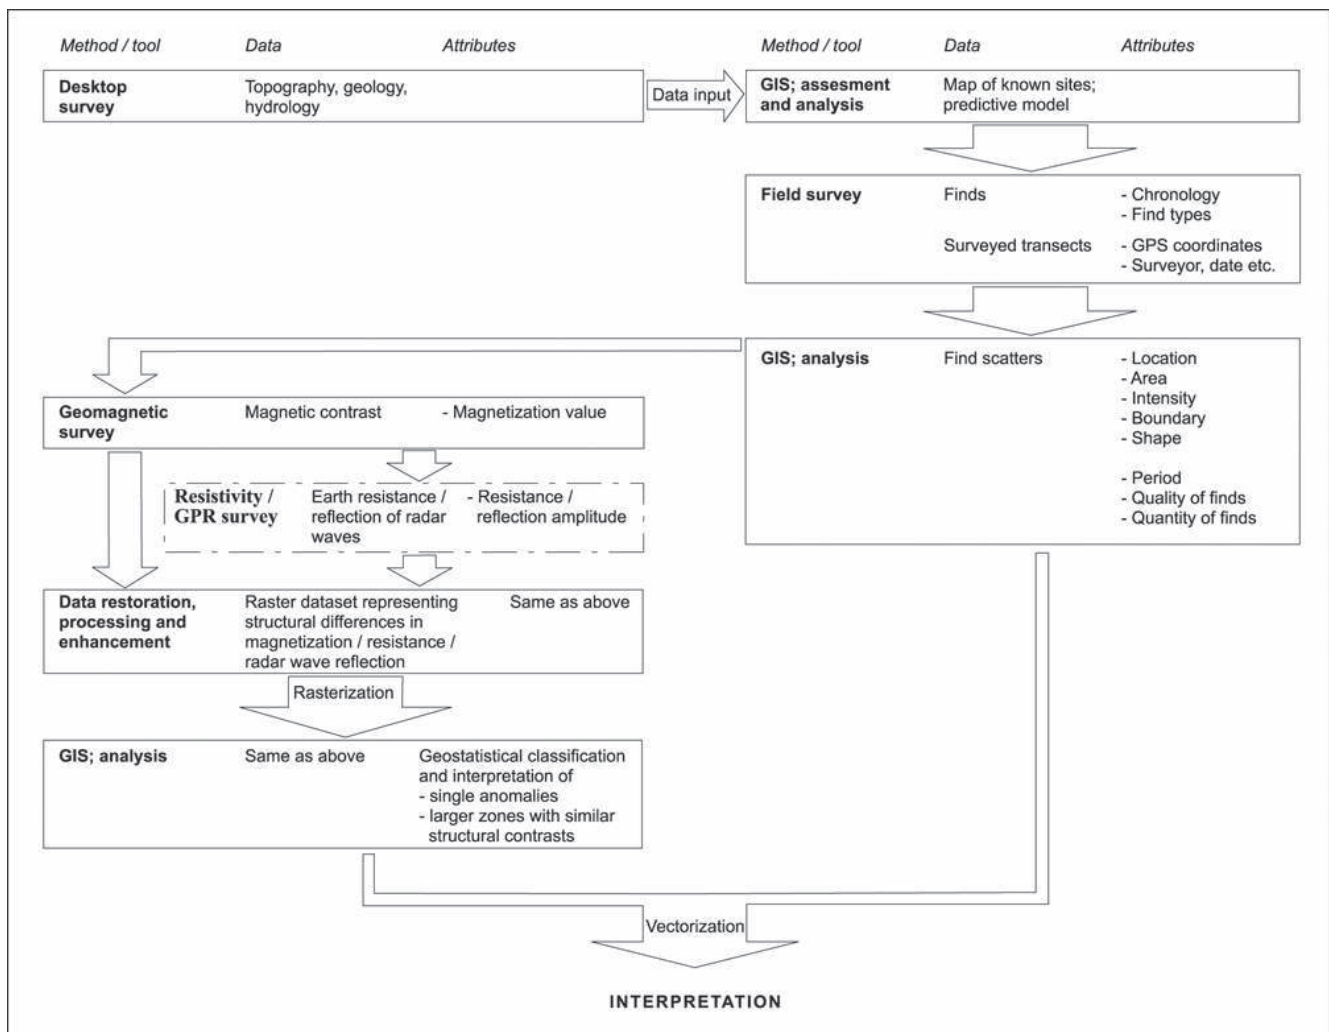 Method / tool Data Attributes
Desktop survey
Topography, geology, hydrology
Data input
Method / tool Data Attributes
GIS; assesment and analysis
Map of known sites; predictive model
Field survey
Finds
- Chronology
- Find types
Surveyed transects
- GPS coordinates
- Surveyor, date etc.
GIS; analysis
Find scatters
- Location
- Area
- Intensity
- Boundary
- Shape
- Period
- Quality of finds
- Quantity of finds
Geomagnetic survey
Magnetic contrast
- Magnetization value
Resistivity / GPR survey
Earth resistance / reflection of radar waves
- Resistance / reflection amplitude
Data restoration, processing and enhancement
Raster dataset representing structural differences in magnetization / resistance / radar wave reflection
Same as above
Rasterization
GIS; analysis
Same as above
Geostatistical classification and interpretation of
- single anomalies
- larger zones with similar structural contrasts
Vectorization
INTERPRETATION